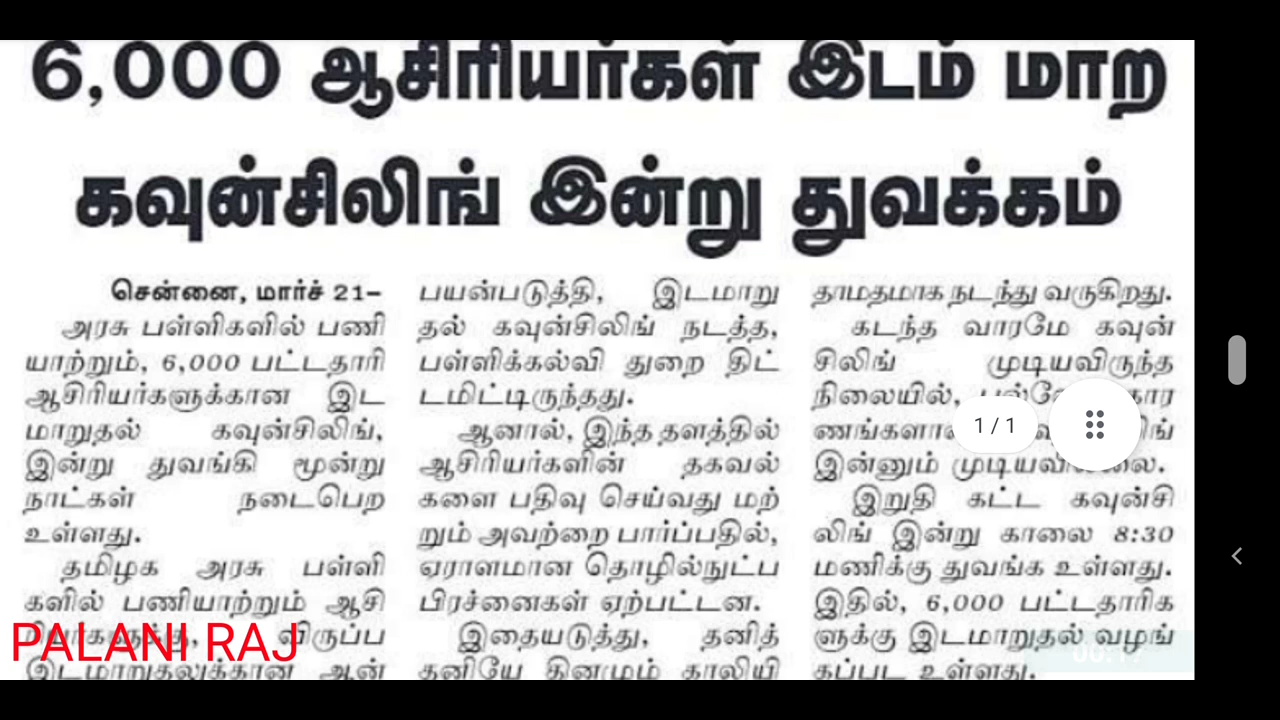 6,000 ஆசிரியர்கள் இடம் மாற
கவுன்சிலிங் இன்று துவக்கம்
சென்னை, மார்ச் 21–
அரசு பள்ளிகளில் பணி
யாற்றும், 6,000 பட்டதாரி
ஆசிரியர்களுக்கான இட
மாறுதல் கவுன்சிலிங்,
இன்று துவங்கி மூன்று
நாட்கள் நடைபெற
உள்ளது.
தமிழக அரசு பள்ளி
களில் பணியாற்றும் ஆசி
விருப்ப
இடமாறுதலுக்கான ஆன்
பயன்படுத்தி, இடமாறு
தல் கவுன்சிலிங் நடத்த,
பள்ளிக்கல்வி துறை திட்
டமிட்டிருந்தது.
ஆனால், இந்த தளத்தில்
ஆசிரியர்களின் தகவல்
களை பதிவு செய்வது மற்
றும் அவற்றை பார்ப்பதில்,
ஏராளமான தொழில்நுட்ப
பிரச்னைகள் ஏற்பட்டன.
இதையடுத்து, தனித்
தனியே தினமும் காலியி
தாமதமாக நடந்து வருகிறது.
கடந்த வாரமே கவுன்
சிலிங் முடியவிருந்த
நிலையில்,
இன்னும்
இறுதி கட்ட கவுன்சி
லிங் இன்று காலை 8:30
மணிக்கு துவங்க உள்ளது.
இதில், 6,000 பட்டதாரிக
ளுக்கு இடமாறுதல் வழங்
கப்பட உள்ளது.
1 / 1
PALANI RAJ